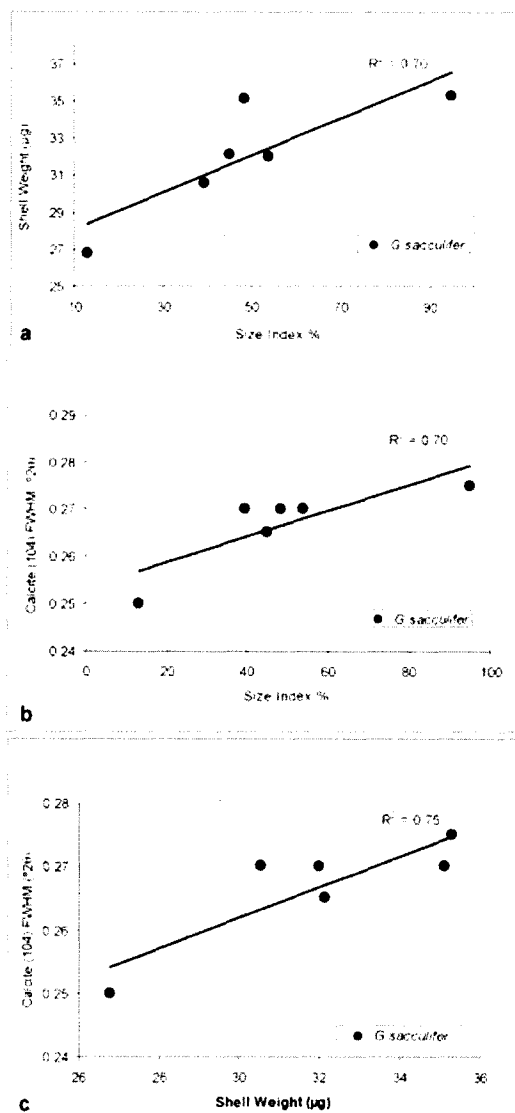 37
35
33
31
29
27
25
Shell Weight (µg)
R² = 0.70
G sacculifer
10 30 50 70 90
Size Index %
a
0.29
0.28
0.27
0.26
0.25
0.24
Calcite (104) FWHM (°2θ)
R² = 0.70
G sacculifer
0 20 40 60 80 100
Size Index %
b
0.28
0.27
0.26
0.25
0.24
Calcite (104) FWHM (°2θ)
R² = 0.75
G sacculifer
26 28 30 32 34 36
Shell Weight (µg)
c